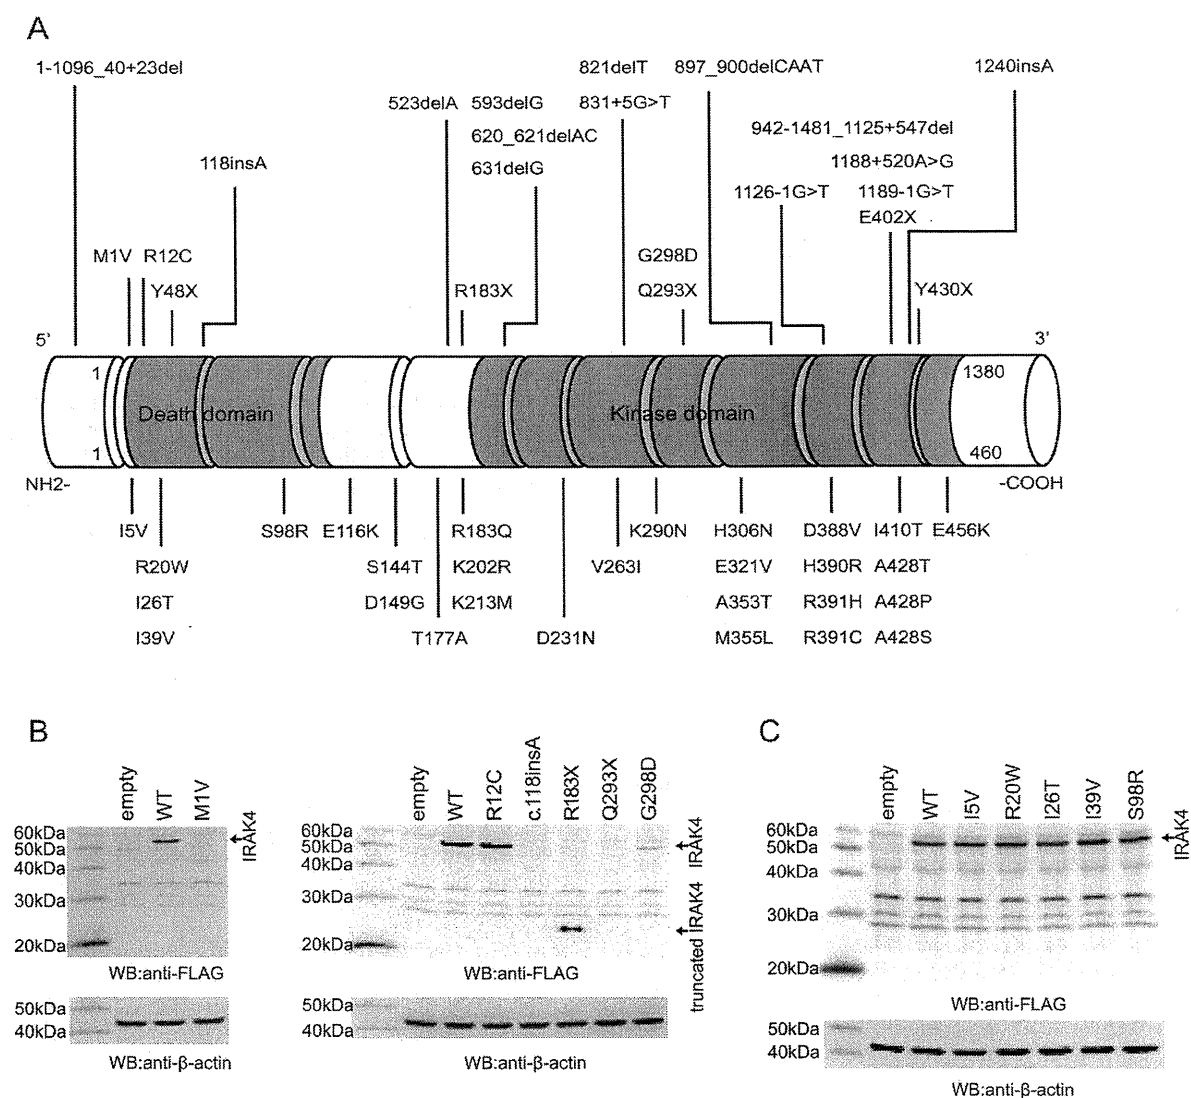 A
1-1096_40+23del
821delT
897_900delCAAT
1240insA
523delA
593delG
831+5G>T
620_621delAC
942-1481_1125+547del
118insA
631delG
1188+520A>G
1126-1G>T
1189-1G>T
E402X
M1V
R12C
G298D
Y48X
R183X
Q293X
Y430X
5'
3'
1
1380
Death domain
Kinase domain
1
460
NH2-
-COOH
I5V
S98R
E116K
R183Q
K290N
H306N
D388V
I410T
E456K
R20W
S144T
K202R
V263I
E321V
H390R
A428T
I26T
D149G
K213M
A353T
R391H
A428P
I39V
T177A
D231N
M355L
R391C
A428S
B
empty
WT
M1V
60kDa
50kDa
40kDa
30kDa
20kDa
IRAK4
WB:anti-FLAG
50kDa
40kDa
WB:anti-β-actin
empty
WT
R12C
c.118insA
R183X
Q293X
G298D
60kDa
50kDa
40kDa
30kDa
20kDa
IRAK4
truncated IRAK4
WB:anti-FLAG
50kDa
40kDa
WB:anti-β-actin
C
empty
WT
I5V
R20W
I26T
I39V
S98R
60kDa
50kDa
40kDa
30kDa
20kDa
IRAK4
WB:anti-FLAG
50kDa
40kDa
WB:anti-β-actin